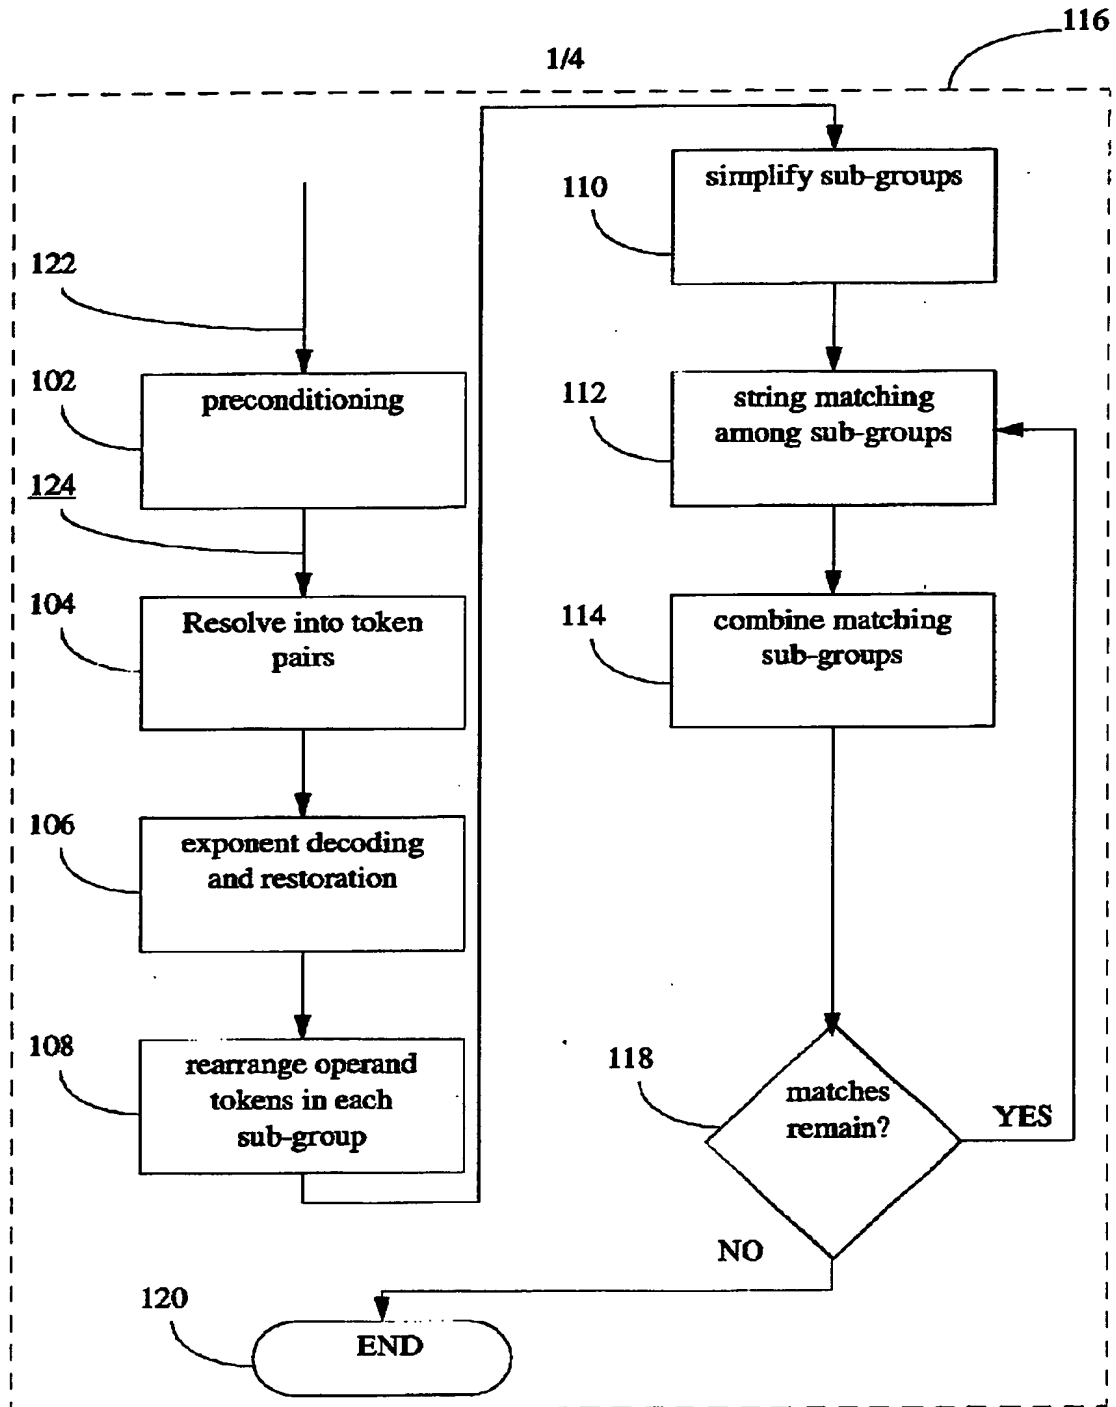 116
1/4
122
102
preconditioning
124
104
Resolve into token
pairs
106
exponent decoding
and restoration
108
rearrange operand
tokens in each
sub-group
110
simplify sub-groups
112
string matching
among sub-groups
114
combine matching
sub-groups
118
matches
remain?
YES
NO
120
END